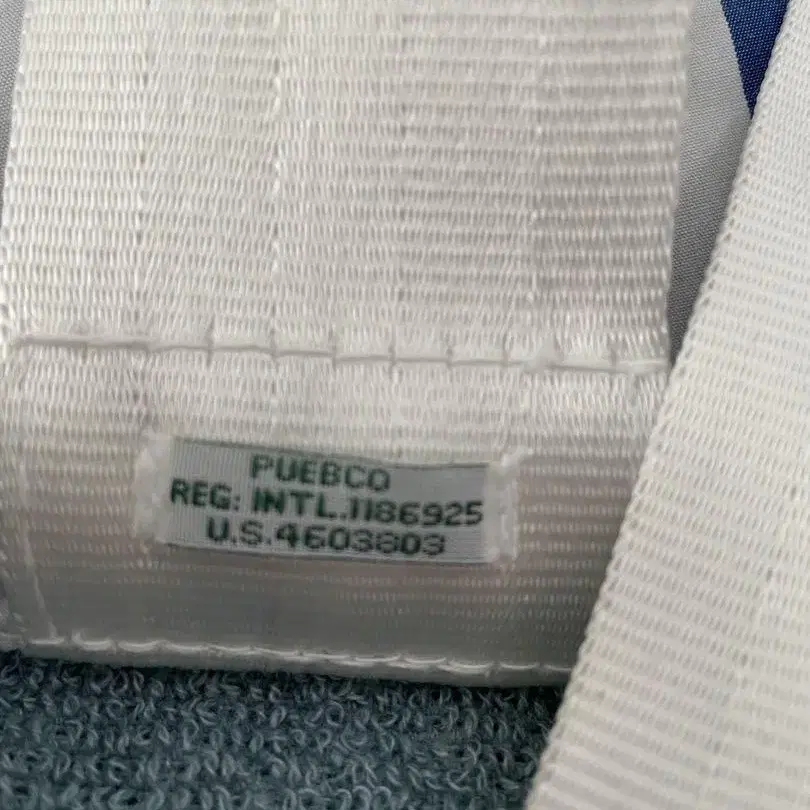 PUEBCO
REG: INTL.1186925
U.S.4603803